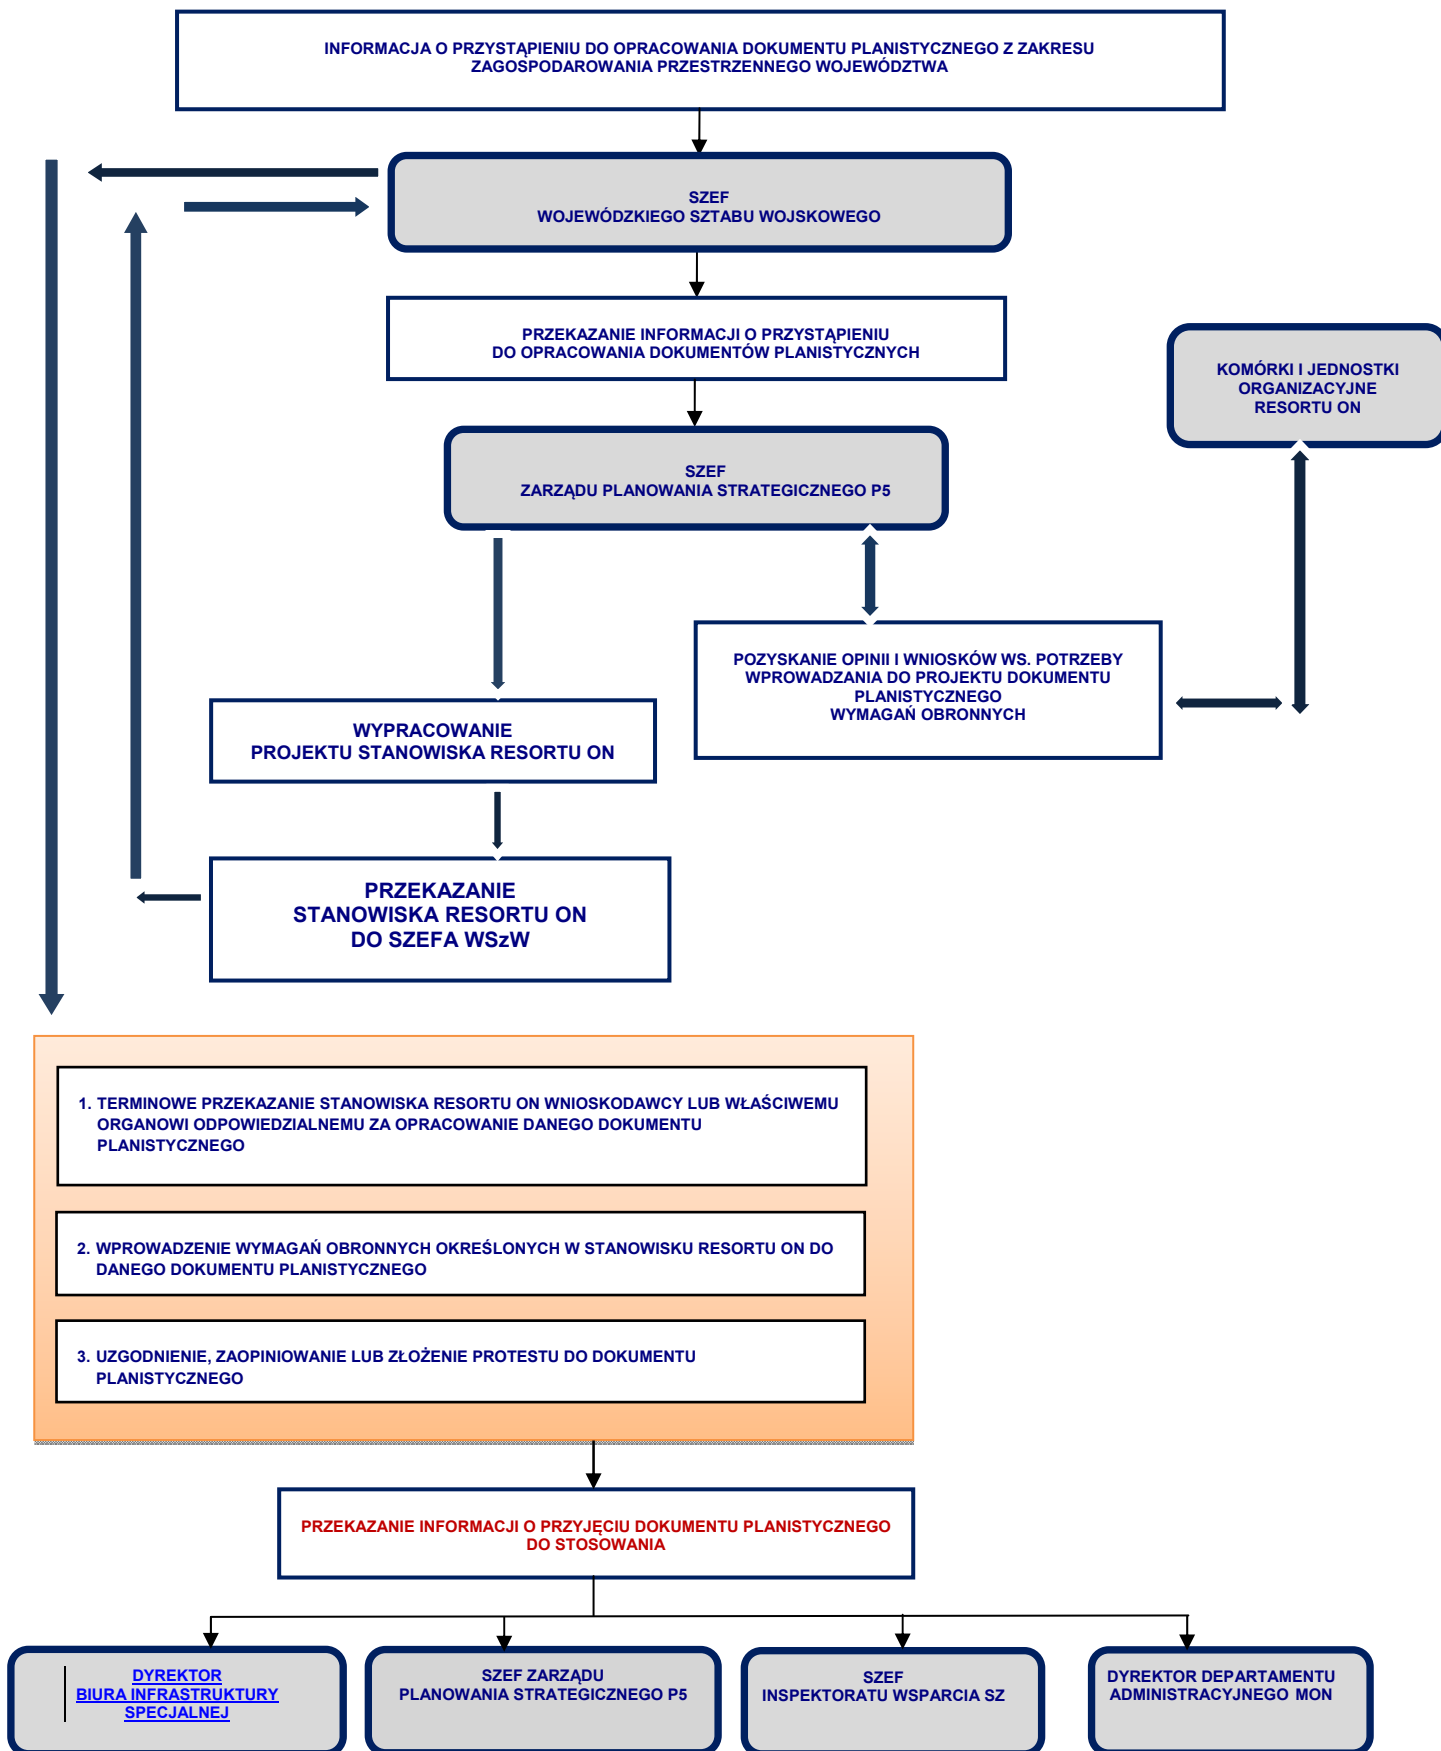 INFORMACJA O PRZYSTĄPIENIU DO OPRACOWANIA DOKUMENTU PLANISTYCZNEGO Z ZAKRESU
ZAGOSPODAROWANIA PRZESTRZENNEGO WOJEWÓDZTWA
SZEF
WOJEWÓDZKIEGO SZTABU WOJSKOWEGO
PRZEKAZANIE INFORMACJI O PRZYSTĄPIENIU
DO OPRACOWANIA DOKUMENTÓW PLANISTYCZNYCH
KOMÓRKI I JEDNOSTKI
ORGANIZACYJNE
RESORTU ON
SZEF
ZARZĄDU PLANOWANIA STRATEGICZNEGO P5
POZYSKANIE OPINII I WNIOSKÓW WS. POTRZEBY
WPROWADZANIA DO PROJEKTU DOKUMENTU
PLANISTYCZNEGO
WYMAGAŃ OBRONNYCH
WYPRACOWANIE
PROJEKTU STANOWISKA RESORTU ON
PRZEKAZANIE
STANOWISKA RESORTU ON
DO SZEFA WSzW
1. TERMINOWE PRZEKAZANIE STANOWISKA RESORTU ON WNIOSKODAWCY LUB WŁAŚCIWEMU
ORGANOWI ODPOWIEDZIALNEMU ZA OPRACOWANIE DANEGO DOKUMENTU
PLANISTYCZNEGO
2. WPROWADZENIE WYMAGAŃ OBRONNYCH OKREŚLONYCH W STANOWISKU RESORTU ON DO
DANEGO DOKUMENTU PLANISTYCZNEGO
3. UZGODNIENIE, ZAOPINIOWANIE LUB ZŁOŻENIE PROTESTU DO DOKUMENTU
PLANISTYCZNEGO
PRZEKAZANIE INFORMACJI O PRZYJĘCIU DOKUMENTU PLANISTYCZNEGO
DO STOSOWANIA
DYREKTOR
BIURA INFRASTRUKTURY
SPECJALNEJ
SZEF ZARZĄDU
PLANOWANIA STRATEGICZNEGO P5
SZEF
INSPEKTORATU WSPARCIA SZ
DYREKTOR DEPARTAMENTU
ADMINISTRACYJNEGO MON